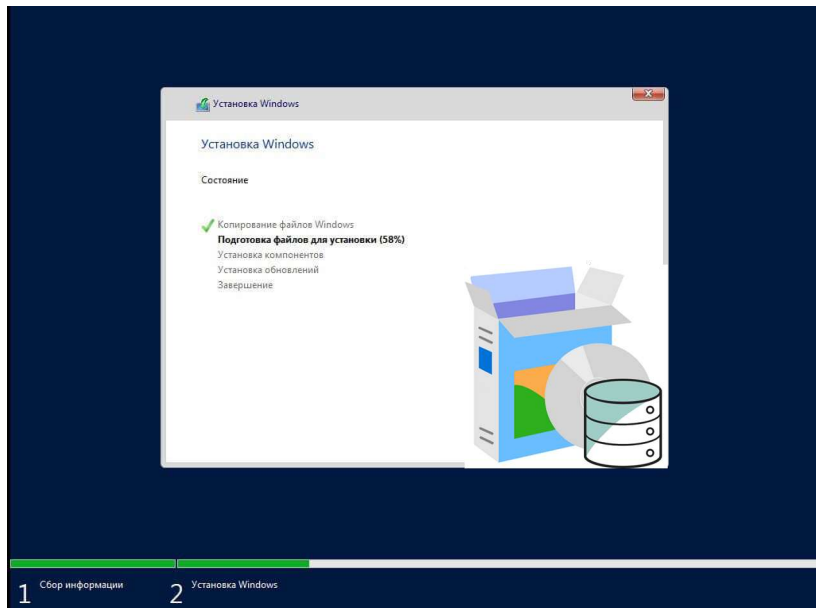 Установка Windows
Установка Windows
Состояние
Копирование файлов Windows
Подготовка файлов для установки (58%)
Установка компонентов
Установка обновлений
Завершение
1 Сбор информации
2 Установка Windows